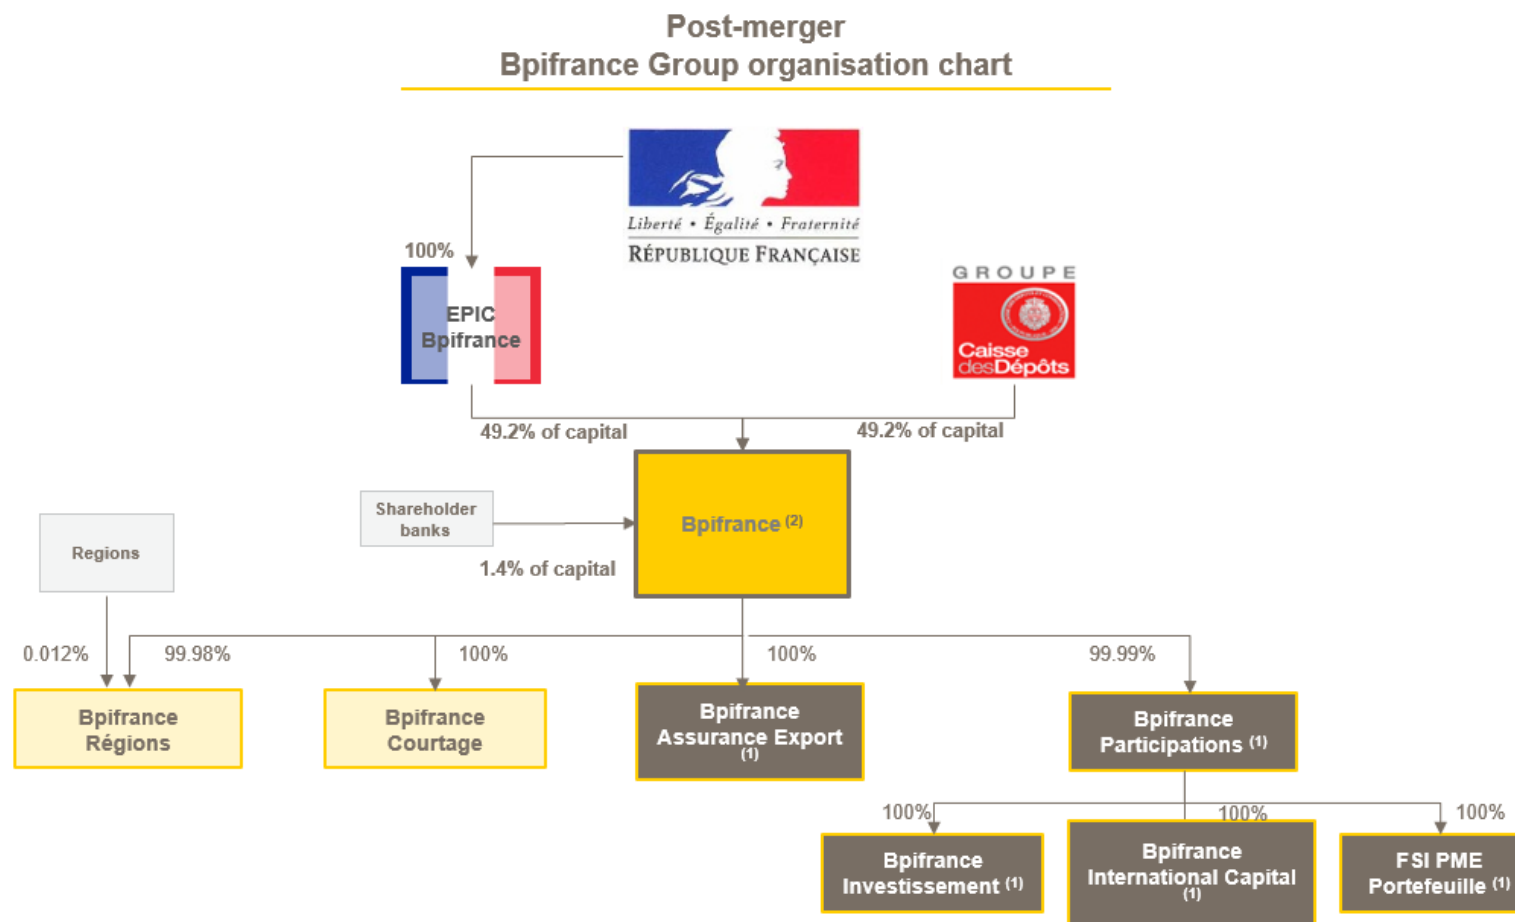 Post-merger
Bpifrance Group organisation chart
Liberté • Égalité • Fraternité
RÉPUBLIQUE FRANÇAISE
100%
EPIC
Bpifrance
GROUPE
Caisse
desDépôts
49.2% of capital
49.2% of capital
Shareholder
banks
Bpifrance (2)
1.4% of capital
Regions
0.012%
99.98%
100%
100%
99.99%
Bpifrance
Régions
Bpifrance
Courtage
Bpifrance
Assurance Export
(1)
Bpifrance
Participations (1)
100%
100%
100%
Bpifrance
Investissement (1)
Bpifrance
International Capital
(1)
FSI PME
Portefeuille (1)